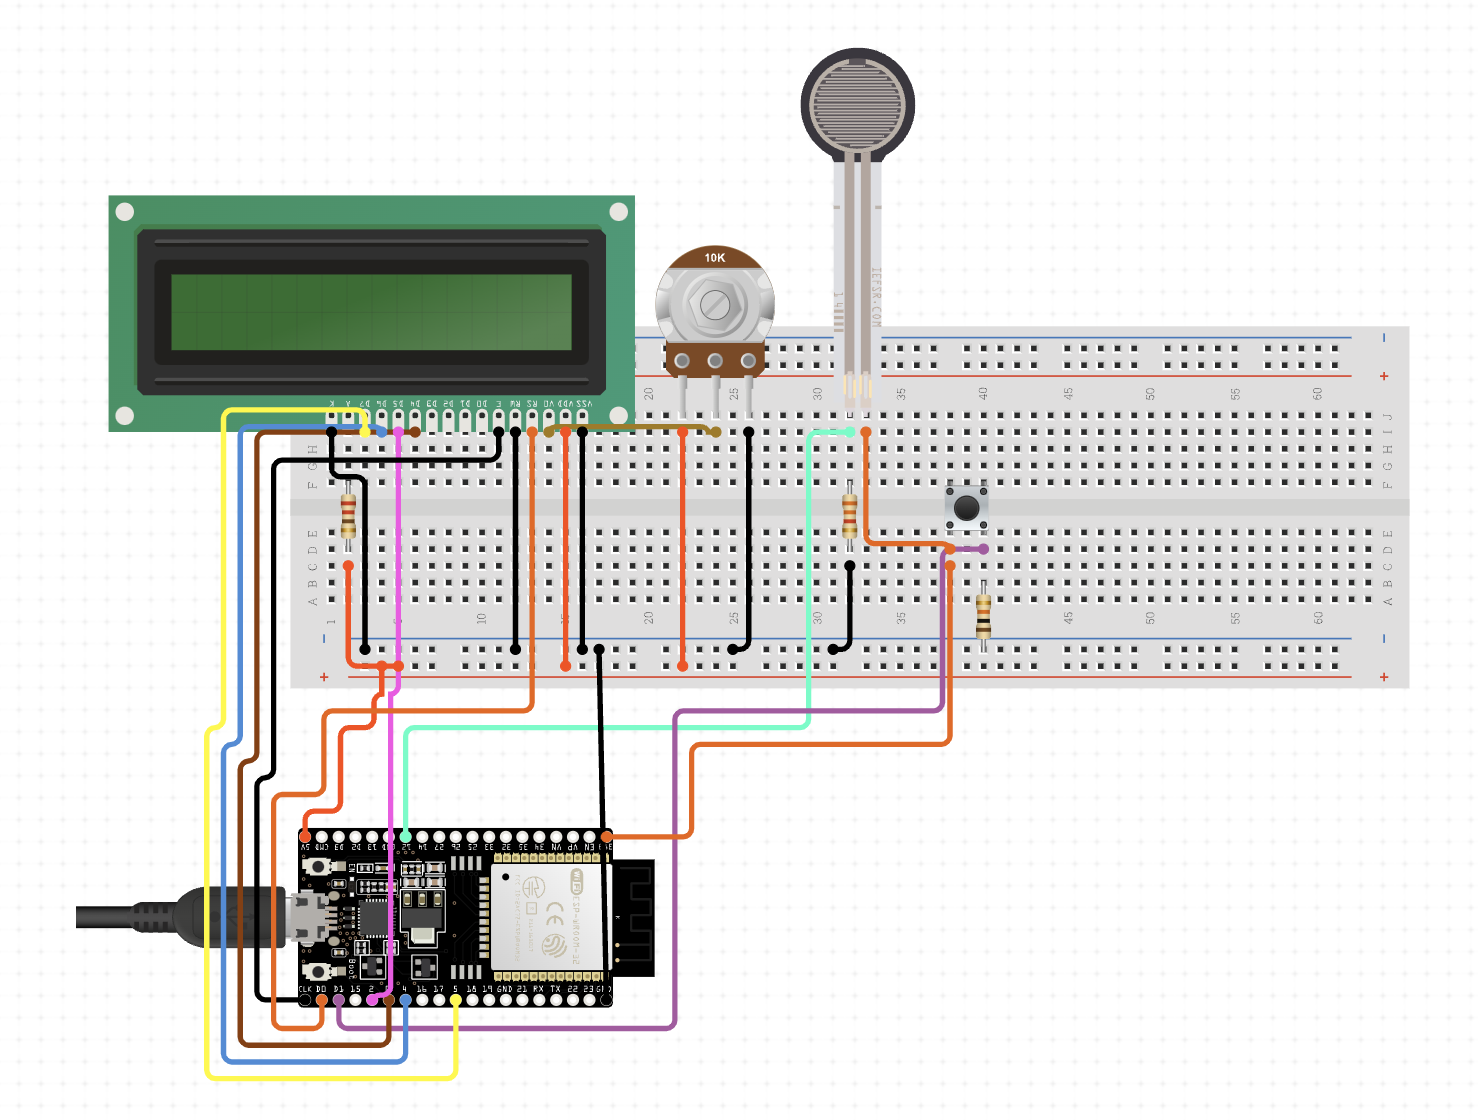 10K
IEFSR.COM
K A D7 D6 D5 D4 D3 D2 D1 D0 E RW RS V0 VDD VSS
20 25 30 35 40 45 50 55 60
J
I
H
G
F
E
D
C
B
A
1 5 10 15 20 25 30 35 40 45 50 55 60
5V CMD D3 D2 13 GND 12 14 27 26 25 33 32 35 34 VN VP EN 3V3
EN
WiFi
ESP-WROOM-32
CE
Boot
CLK D0 D1 15 2 0 4 16 17 5 18 19 GND 21 RX TX 22 23 GND